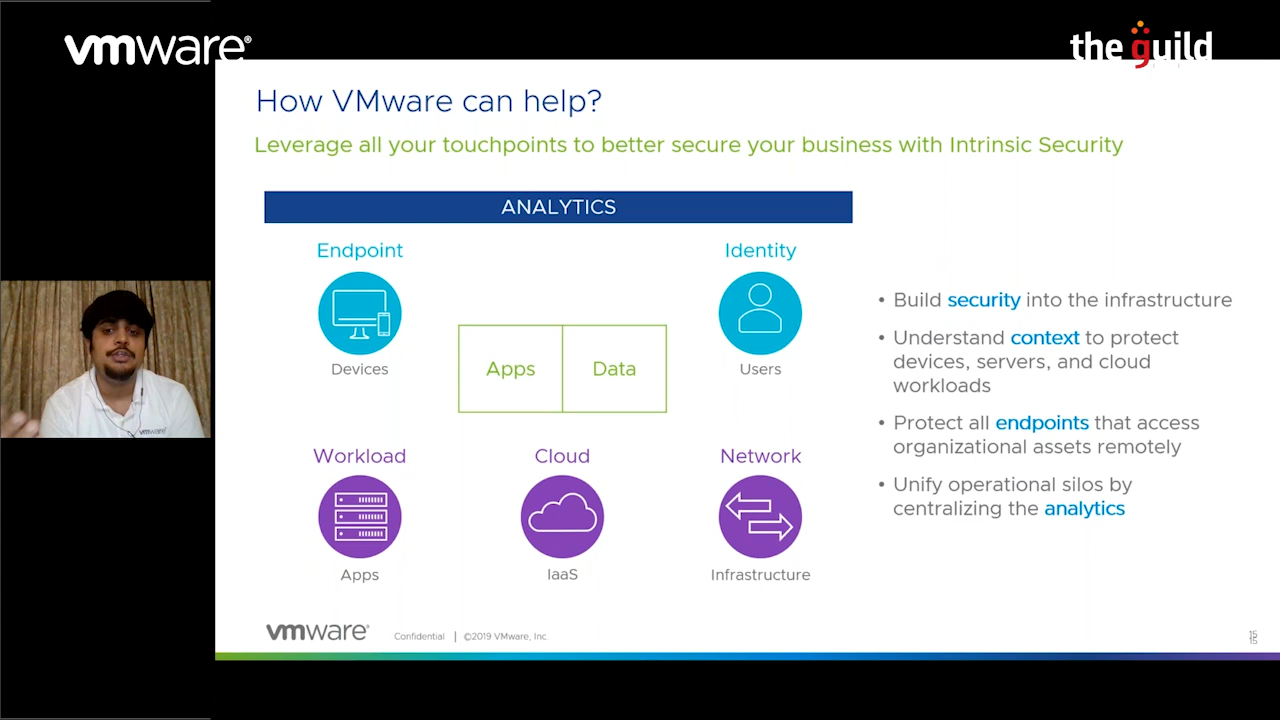 vmware®
the guild
How VMware can help?
Leverage all your touchpoints to better secure your business with Intrinsic Security
ANALYTICS
Endpoint
Identity
Devices
Apps
Data
Users
Workload
Cloud
Network
Apps
IaaS
Infrastructure
• Build security into the infrastructure
• Understand context to protect
devices, servers, and cloud
workloads
• Protect all endpoints that access
organizational assets remotely
• Unify operational silos by
centralizing the analytics
vmware
vmware®
Confidential | ©2019 VMware, Inc.
15